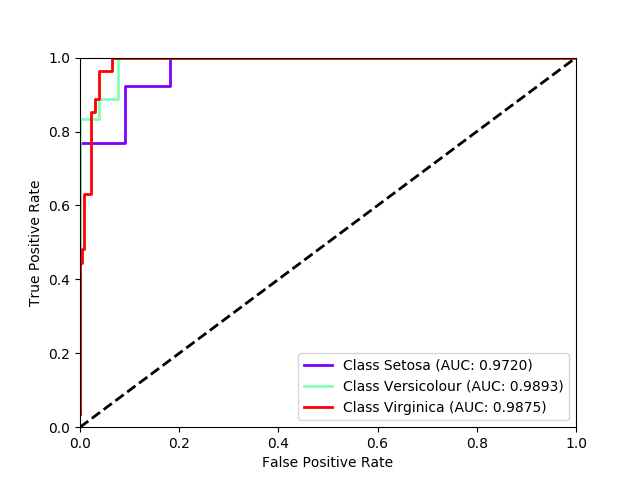 1.0
0.8
0.6
0.4
0.2
0.0
True Positive Rate
Class Setosa (AUC: 0.9720)
Class Versicolour (AUC: 0.9893)
Class Virginica (AUC: 0.9875)
0.0 0.2 0.4 0.6 0.8 1.0
False Positive Rate